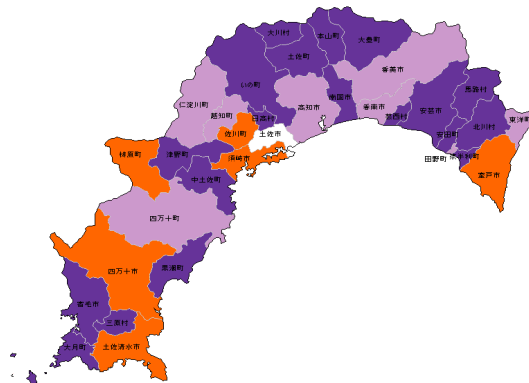 大川村
本山町
大豊町
土佐町
いの町
香美市
仁淀川町
馬路村
南国市
高知市
香南市
芸西村
安芸市
越知町
日高村
東洋町
北川村
佐川町
土佐市
安田町
梼原町
津野町
須崎市
田野町
奈半利町
中土佐町
室戸市
四万十町
黒潮町
四万十市
宿毛市
三原村
大月町
土佐清水市